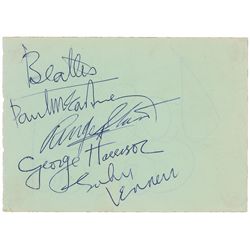 Beatles
Paul McCartney
Ringo Starr
George Harrison
John
Lennon